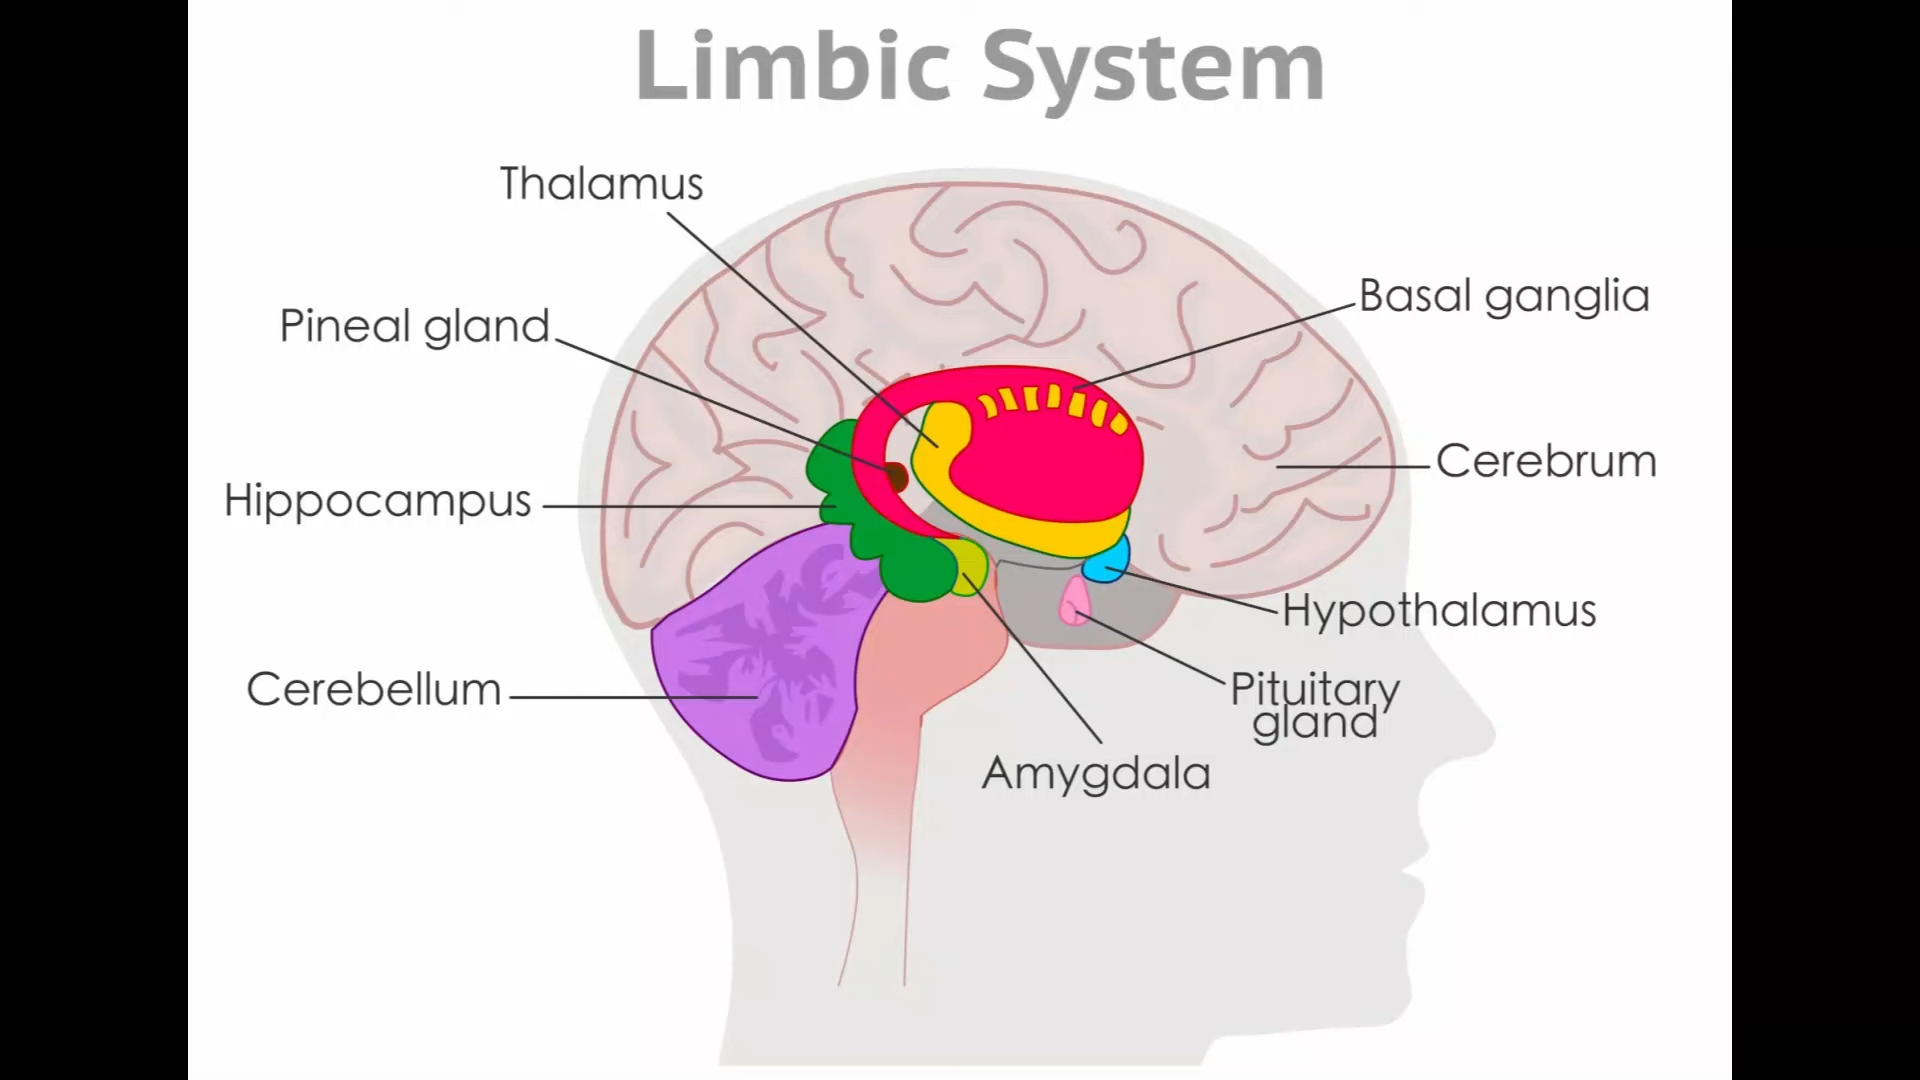 Limbic System
Thalamus
Basal ganglia
Pineal gland
Cerebrum
Hippocampus
Hypothalamus
Cerebellum
Pituitary
gland
Amygdala